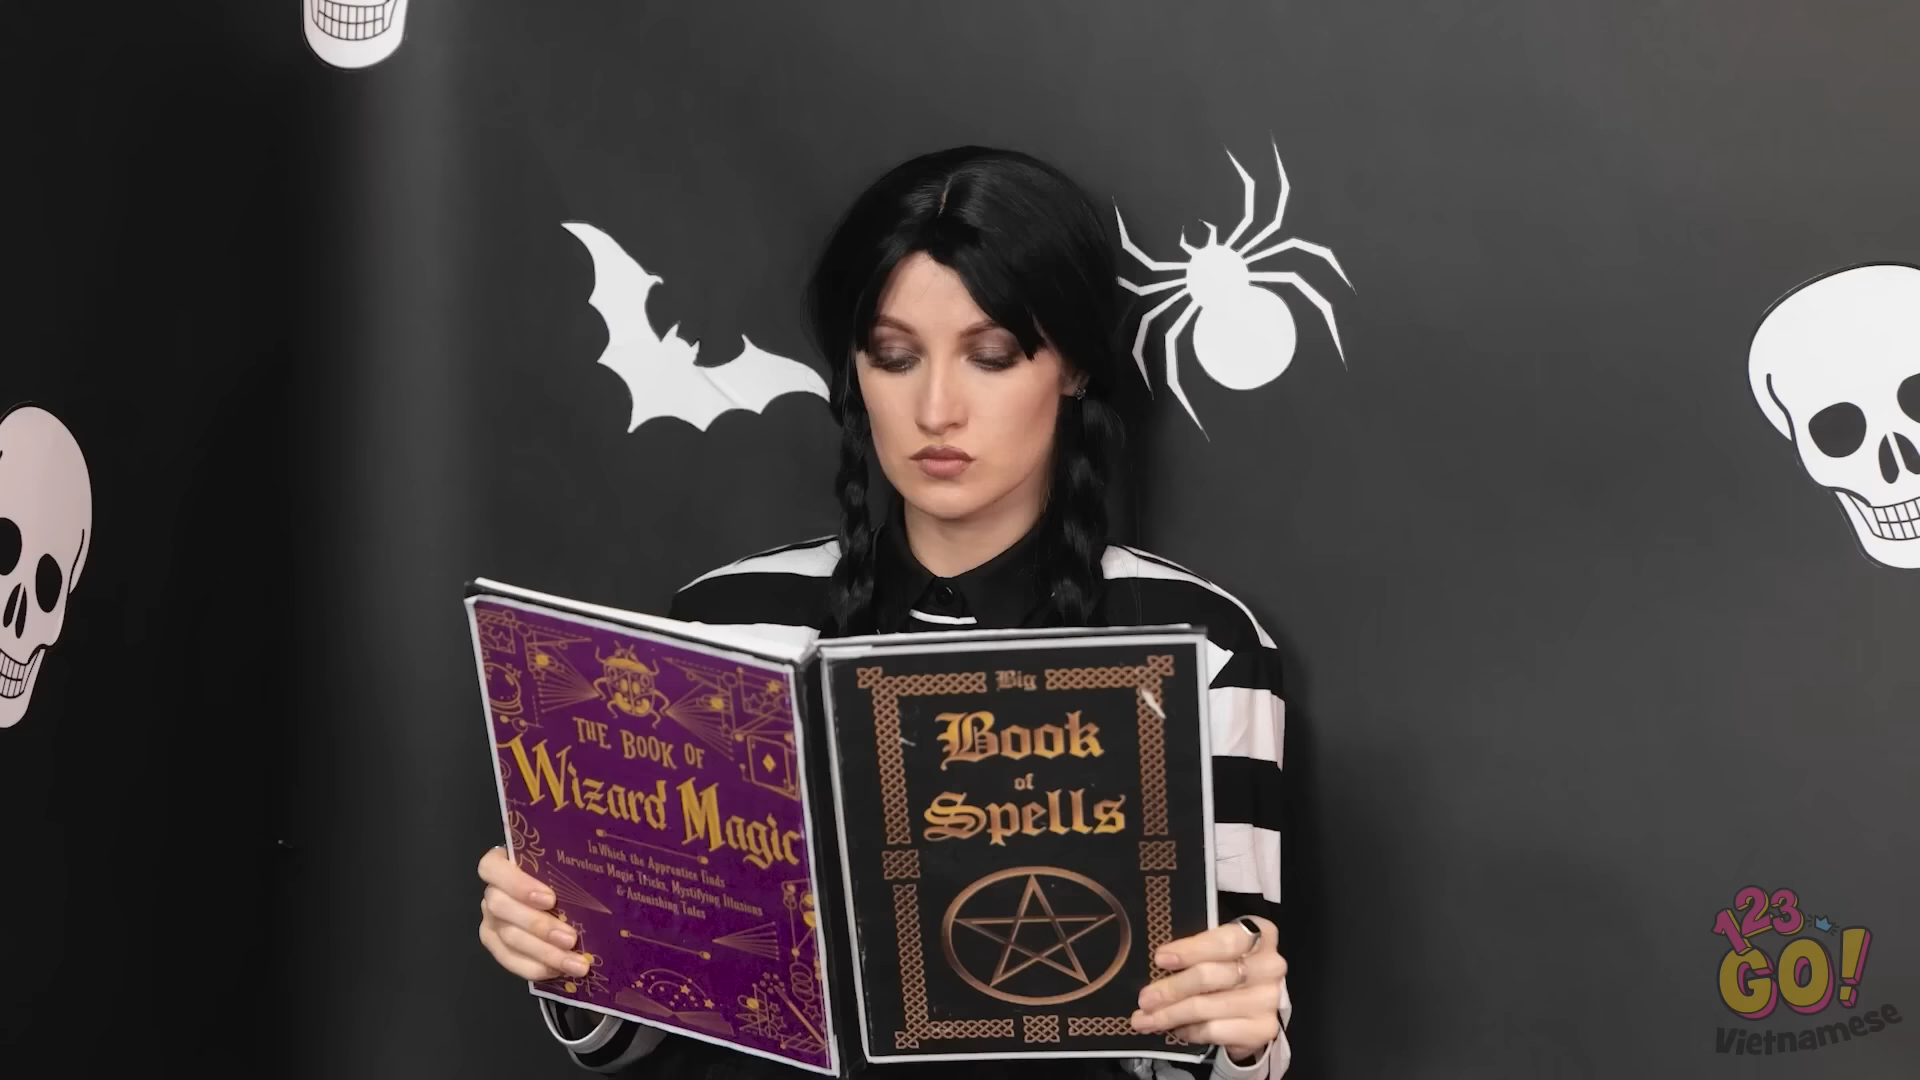 THE BOOK OF
Wizard Magic
In Which the Apprentice Finds
Marvelous Magic Tricks, Mystifying Illusions
& Astonishing Tales
Big
Book
of
Spells
123
GO!
Vietnamese